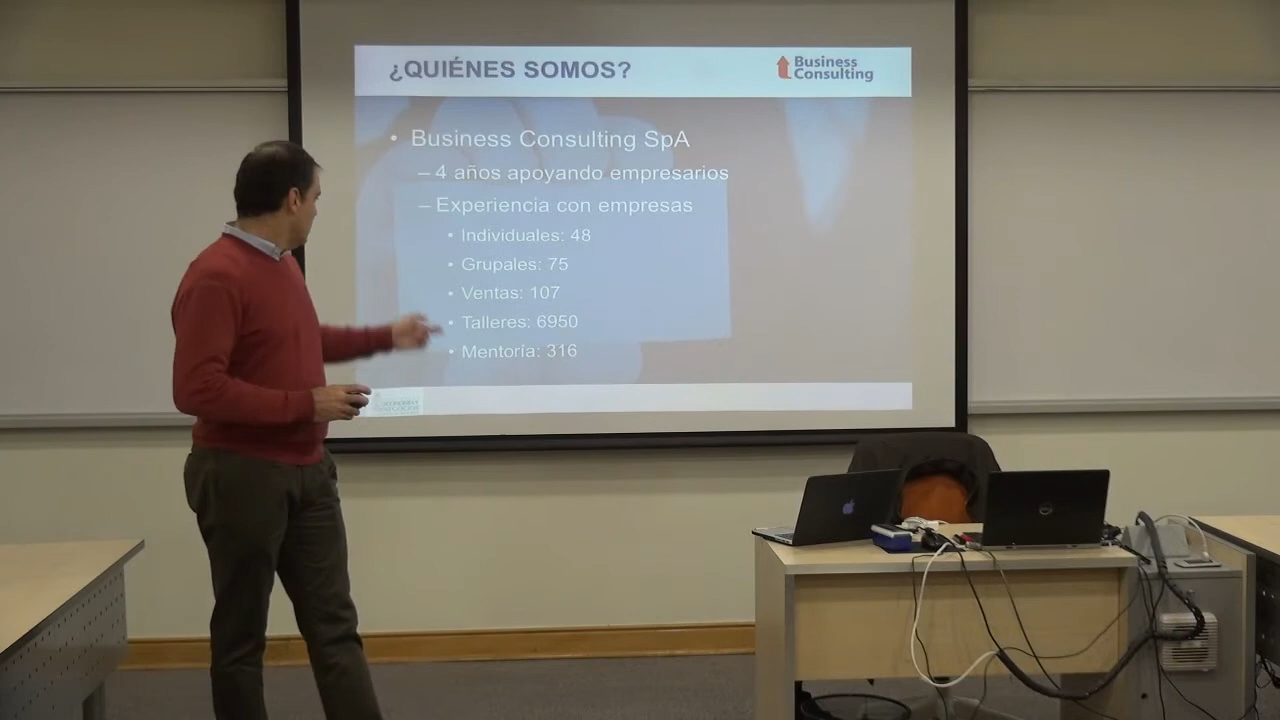 ¿QUIÉNES SOMOS?
Business
Consulting
• Business Consulting SpA
– 4 años apoyando empresarios
– Experiencia con empresas
• Individuales: 48
• Grupales: 75
• Ventas: 107
• Talleres: 6950
• Mentoría: 316